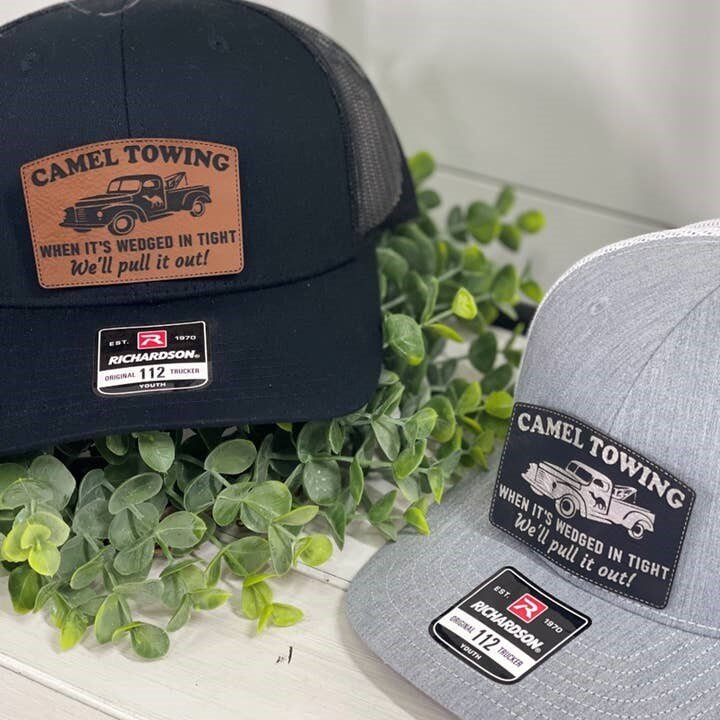 CAMEL TOWING
WHEN IT'S WEDGED IN TIGHT
We'll pull it out!
EST. R 1970
RICHARDSON®
ORIGINAL 112 TRUCKER
YOUTH
CAMEL TOWING
WHEN IT'S WEDGED IN TIGHT
We'll pull it out!
EST. R 1970
RICHARDSON®
ORIGINAL 112 TRUCKER
YOUTH